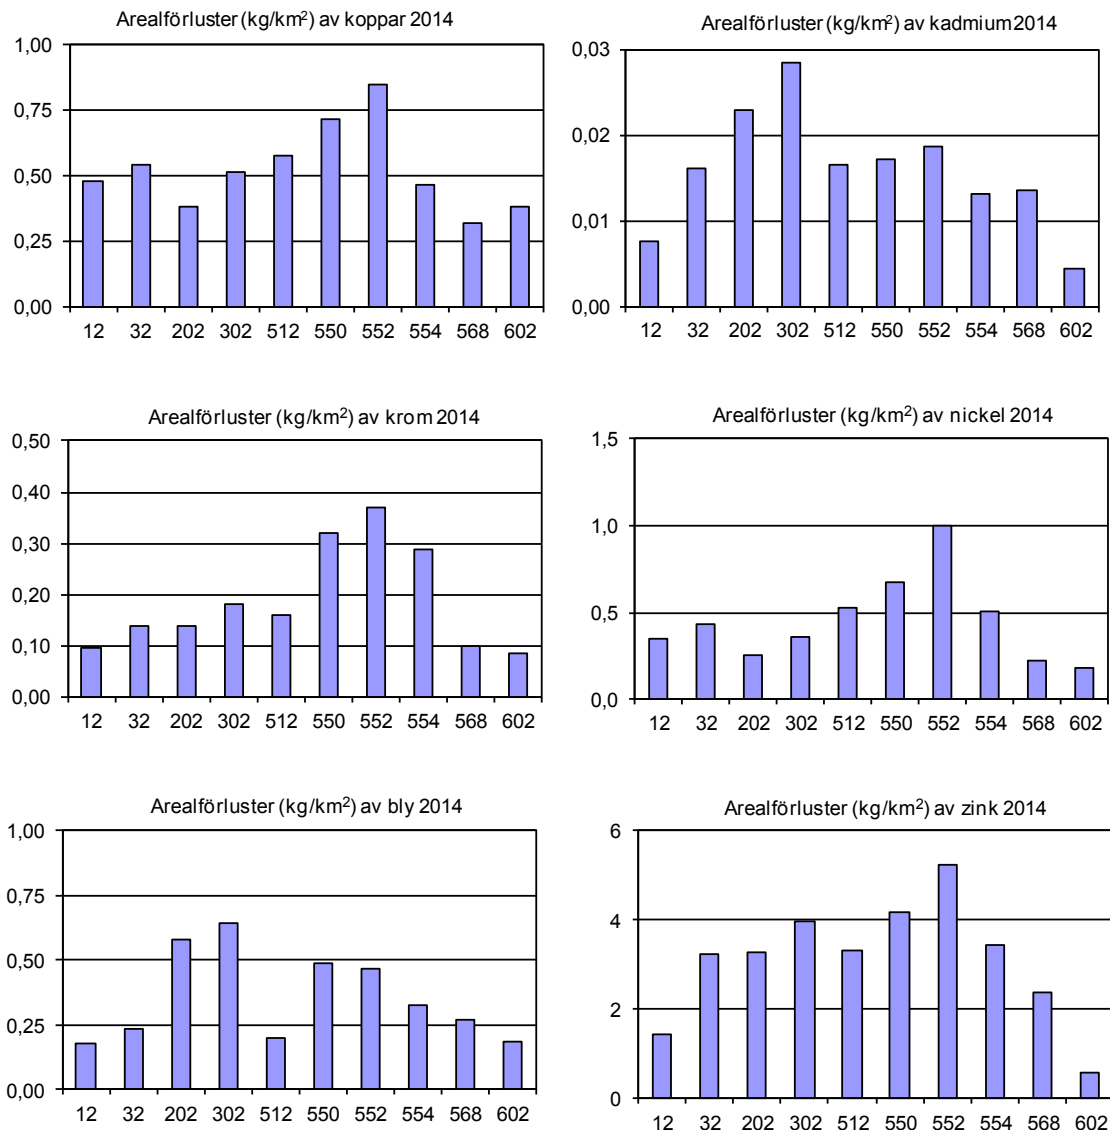 Arealförluster (kg/km²) av koppar 2014
1,00
0,75
0,50
0,25
0,00
12 32 202 302 512 550 552 554 568 602
Arealförluster (kg/km²) av kadmium 2014
0,03
0,02
0,01
0,00
12 32 202 302 512 550 552 554 568 602
Arealförluster (kg/km²) av krom 2014
0,50
0,40
0,30
0,20
0,10
0,00
12 32 202 302 512 550 552 554 568 602
Arealförluster (kg/km²) av nickel 2014
1,5
1,0
0,5
0,0
12 32 202 302 512 550 552 554 568 602
Arealförluster (kg/km²) av bly 2014
1,00
0,75
0,50
0,25
0,00
12 32 202 302 512 550 552 554 568 602
Arealförluster (kg/km²) av zink 2014
6
4
2
0
12 32 202 302 512 550 552 554 568 602